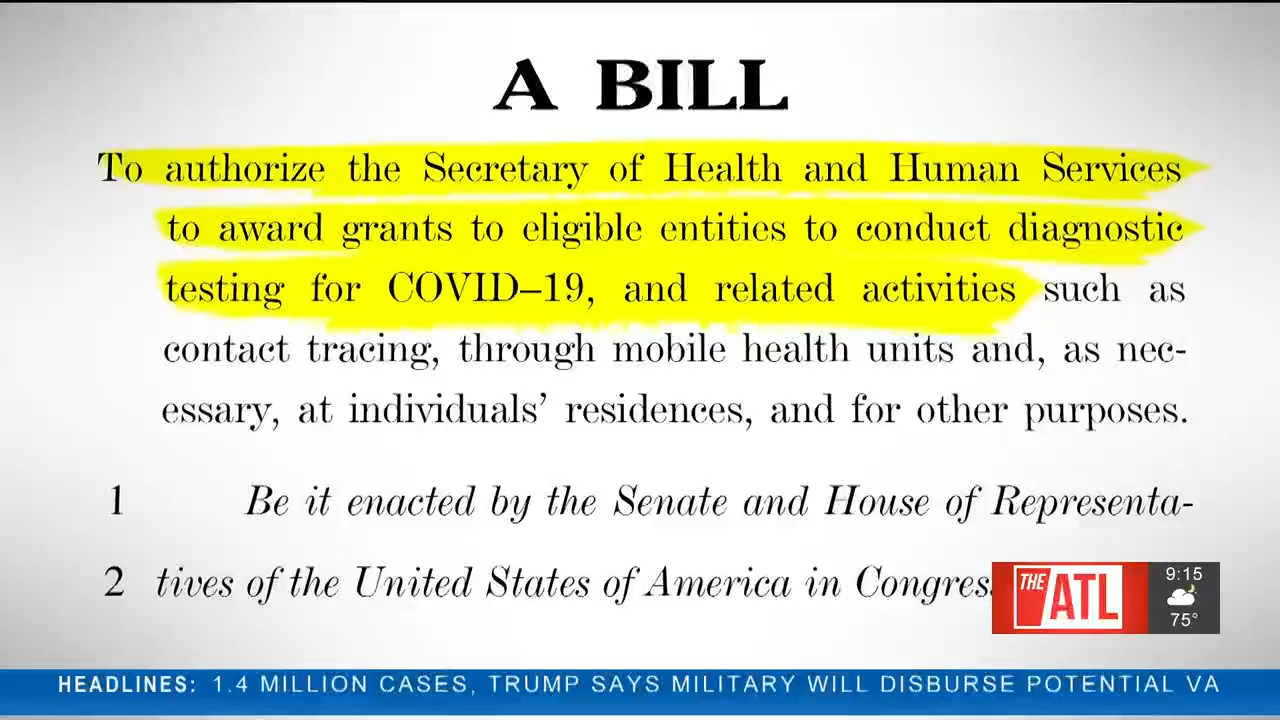 A BILL
To authorize the Secretary of Health and Human Services
to award grants to eligible entities to conduct diagnostic
testing for COVID–19, and related activities such as
contact tracing, through mobile health units and, as nec-
essary, at individuals’ residences, and for other purposes.
1 Be it enacted by the Senate and House of Representa-
2 tives of the United States of America in Congres
THE ATL
9:15
75°
HEADLINES: 1.4 MILLION CASES, TRUMP SAYS MILITARY WILL DISBURSE POTENTIAL VA